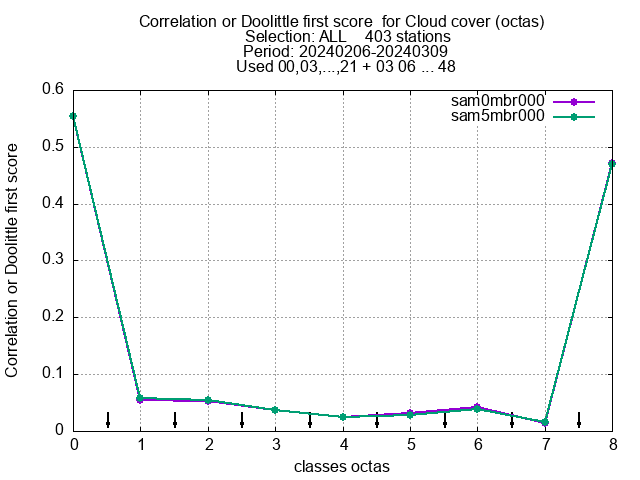 Correlation or Doolittle first score  for Cloud cover (octas)
Selection: ALL    403 stations
Period: 20240206-20240309
Used 00,03,...,21 + 03 06 ... 48
sam0mbr000
sam5mbr000
Correlation or Doolittle first score
0.6
0.5
0.4
0.3
0.2
0.1
0
0 1 2 3 4 5 6 7 8
classes octas